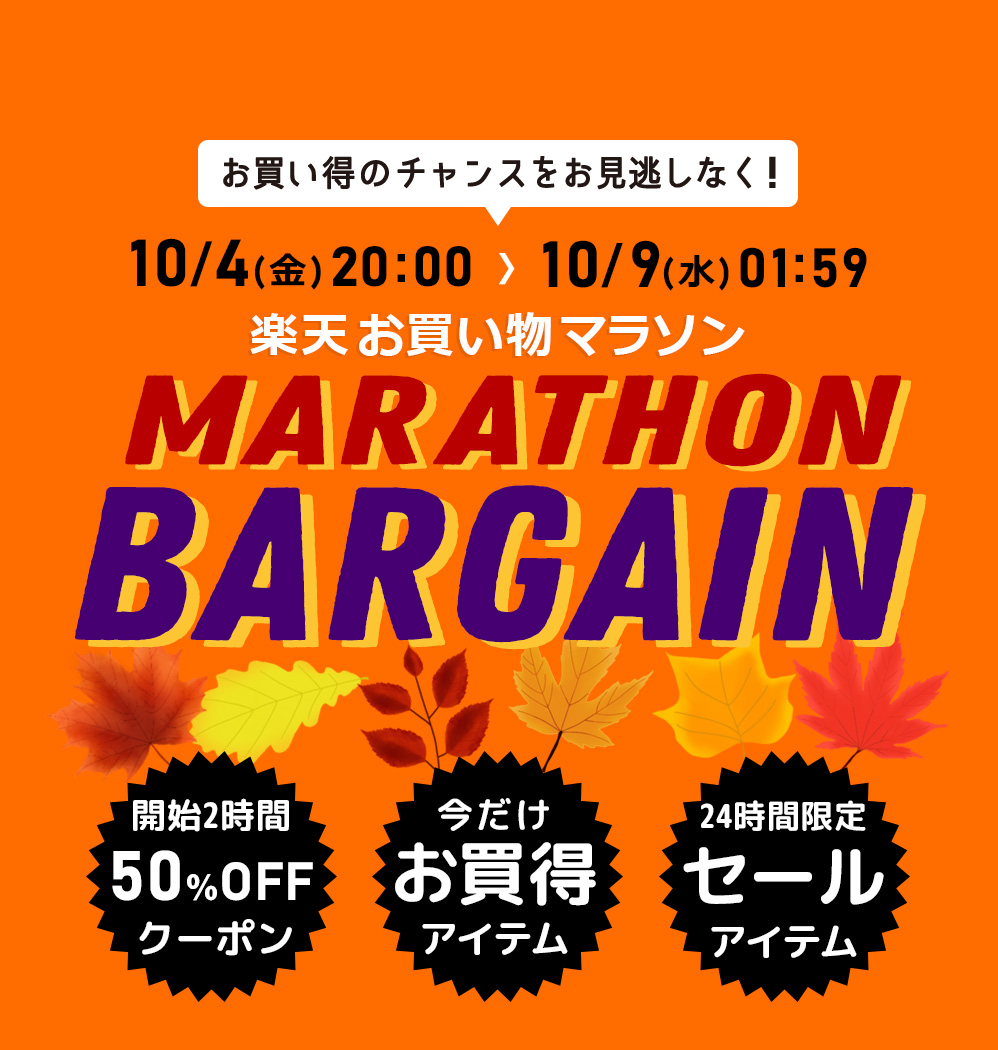 お買い得のチャンスをお見逃しなく!
10/4(金)20:00 › 10/9(水)01:59
楽天お買い物マラソン
MARATHON
BARGAIN
開始2時間
50%OFF
クーポン
今だけ
お買得
アイテム
24時間限定
セール
アイテム